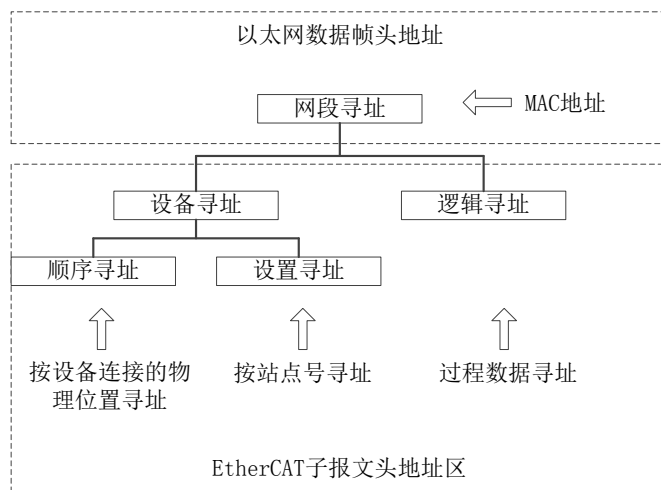 以太网数据帧头地址
网段寻址
MAC地址
设备寻址
逻辑寻址
顺序寻址
设置寻址
按设备连接的物
理位置寻址
按站点号寻址
过程数据寻址
EtherCAT子报文头地址区